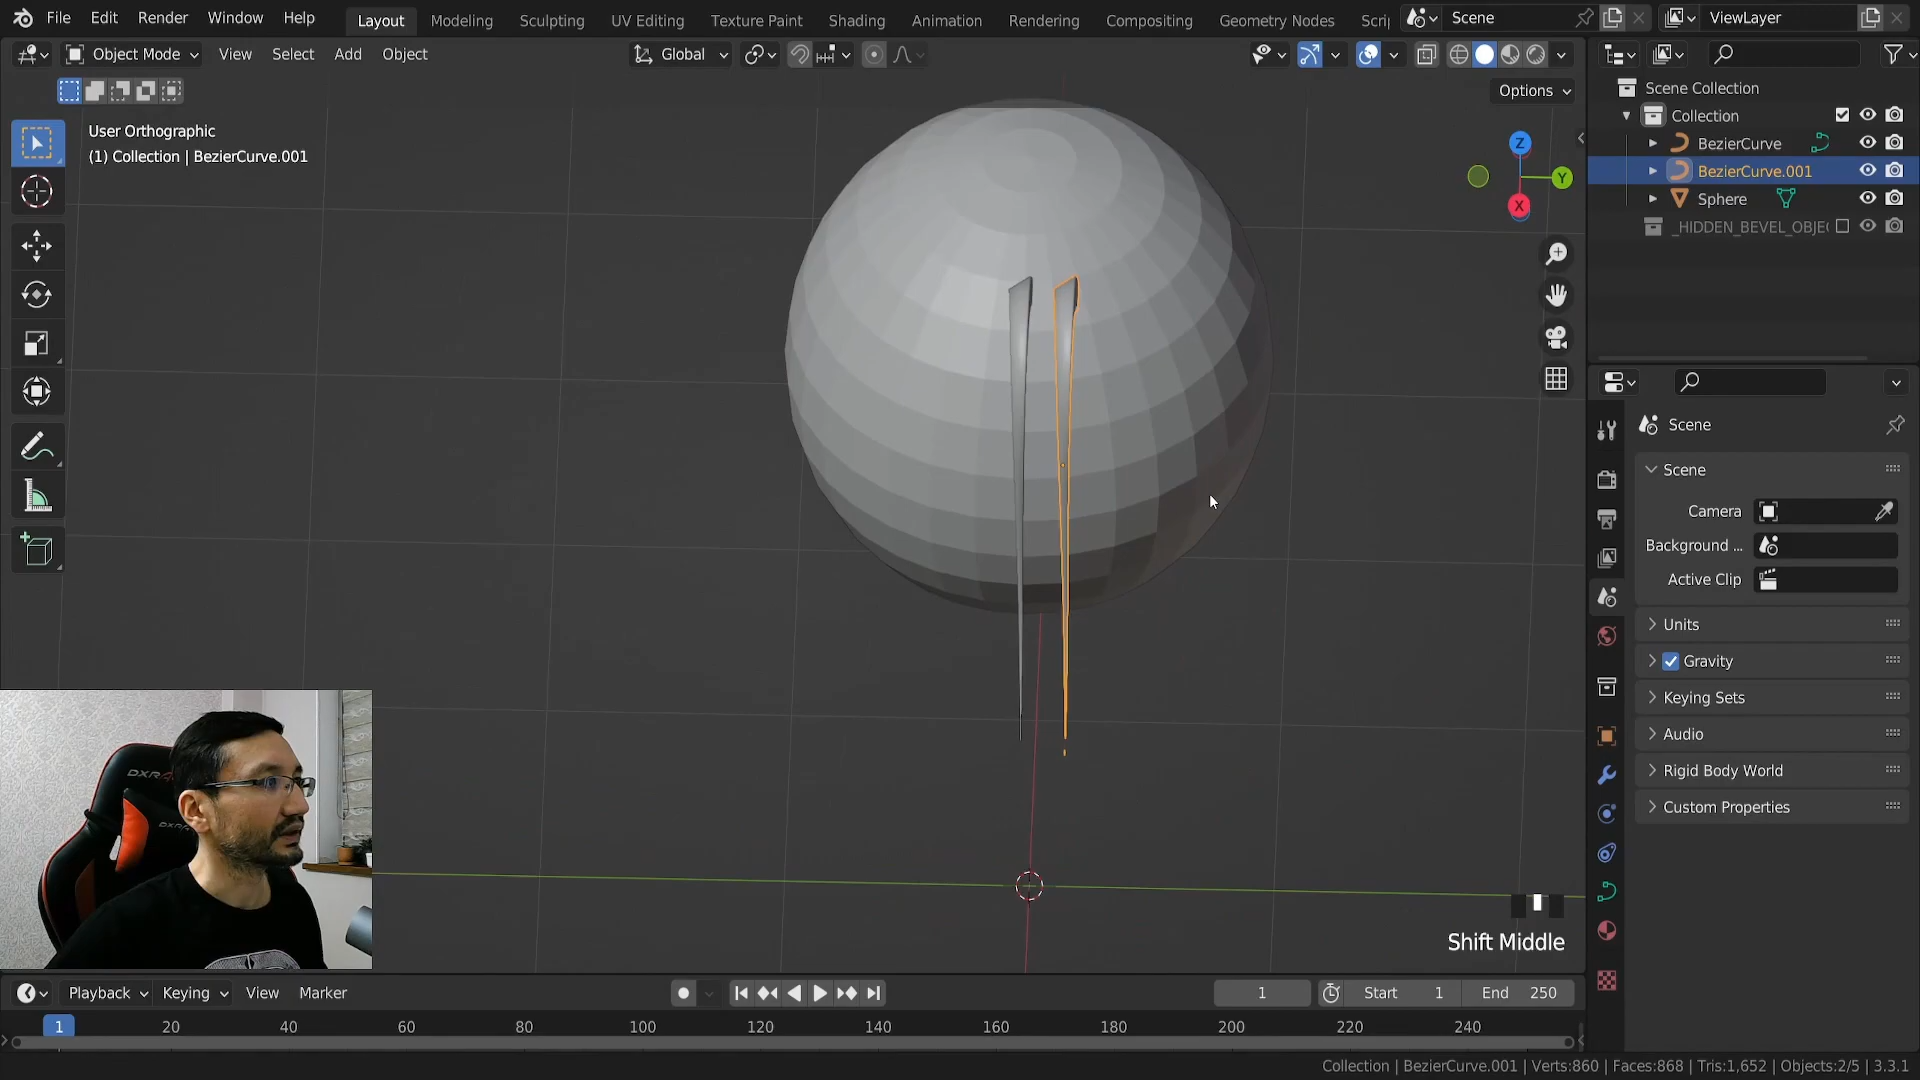 File Edit Render Window Help Layout Modeling Sculpting UV Editing Texture Paint Shading Animation Rendering Compositing Geometry Nodes Scrip Scene ViewLayer
Object Mode View Select Add Object Global
Options
User Orthographic
(1) Collection | BezierCurve.001
Z
Y
X
Scene Collection
Collection
BezierCurve
BezierCurve.001
Sphere
_HIDDEN_BEVEL_OBJE
Scene
Scene
Camera
Background ...
Active Clip
Units
Gravity
Keying Sets
Audio
Rigid Body World
Custom Properties
Shift Middle
Playback Keying View Marker 1 Start 1 End 250
1 20 40 60 80 100 120 140 160 180 200 220 240
Collection | BezierCurve.001 | Verts:860 | Faces:868 | Tris:1,652 | Objects:2/5 | 3.3.1